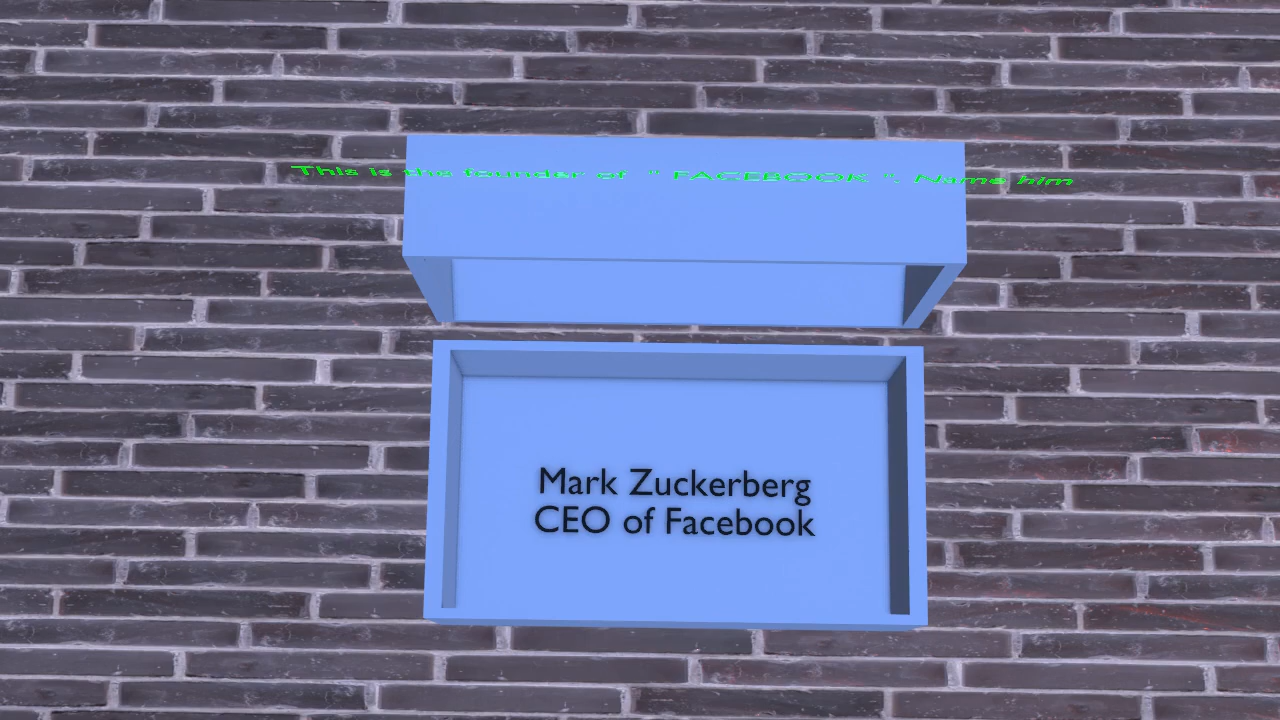 This is the founder of " FACEBOOK ". Name him
Mark Zuckerberg
CEO of Facebook